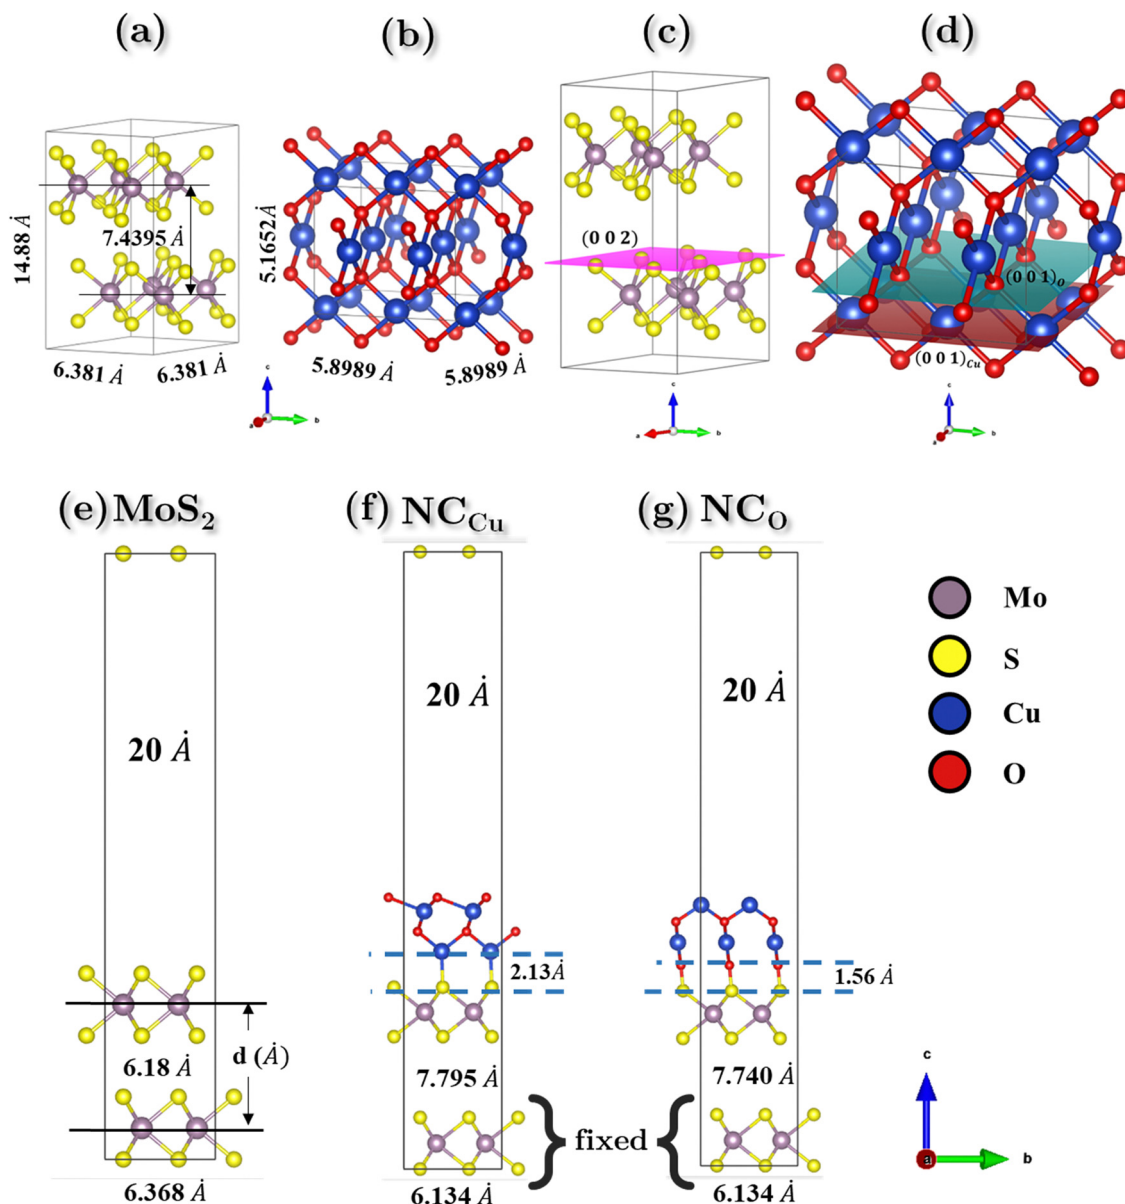 (a)
(b)
(c)
(d)
14.88 Å
7.4395 Å
6.381 Å
6.381 Å
5.1652Å
5.8989 Å
5.8989 Å
(0 0 2)
(0 0 1)O
(0 0 1)Cu
c
a
b
c
a
b
c
a
b
(e) MoS2
(f) NCCu
(g) NCO
20 Å
20 Å
20 Å
Mo
S
Cu
O
2.13Å
1.56 Å
6.18 Å
d (Å)
7.795 Å
7.740 Å
fixed
6.368 Å
6.134 Å
6.134 Å
c
a
b